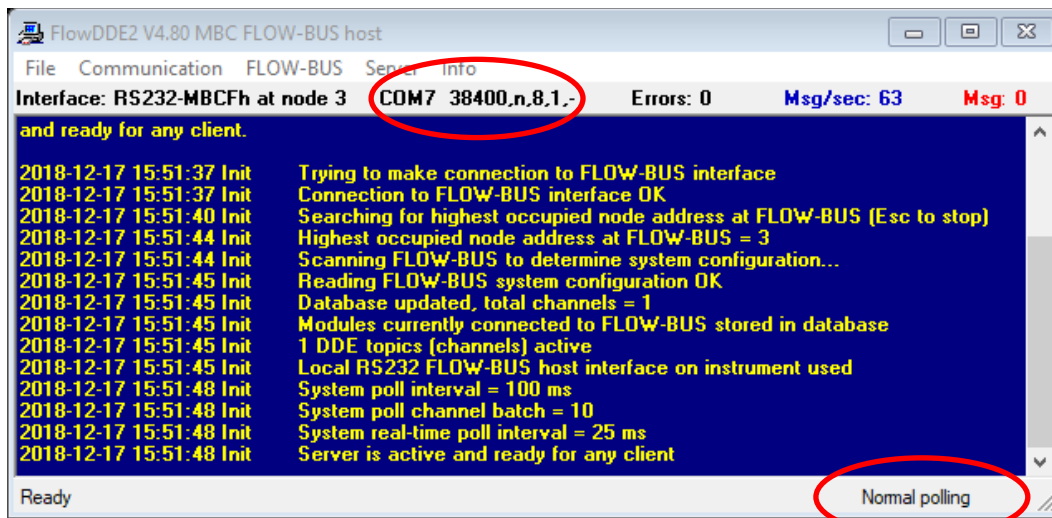 FlowDDE2 V4.80 MBC FLOW-BUS host
File Communication FLOW-BUS Server Info
Interface: RS232-MBCFh at node 3 COM7 38400,n,8,1,- Errors: 0 Msg/sec: 63 Msg: 0
and ready for any client.
2018-12-17 15:51:37 Init Trying to make connection to FLOW-BUS interface
2018-12-17 15:51:37 Init Connection to FLOW-BUS interface OK
2018-12-17 15:51:40 Init Searching for highest occupied node address at FLOW-BUS (Esc to stop)
2018-12-17 15:51:44 Init Highest occupied node address at FLOW-BUS = 3
2018-12-17 15:51:44 Init Scanning FLOW-BUS to determine system configuration...
2018-12-17 15:51:45 Init Reading FLOW-BUS system configuration OK
2018-12-17 15:51:45 Init Database updated, total channels = 1
2018-12-17 15:51:45 Init Modules currently connected to FLOW-BUS stored in database
2018-12-17 15:51:45 Init 1 DDE topics (channels) active
2018-12-17 15:51:45 Init Local RS232 FLOW-BUS host interface on instrument used
2018-12-17 15:51:48 Init System poll interval = 100 ms
2018-12-17 15:51:48 Init System poll channel batch = 10
2018-12-17 15:51:48 Init System real-time poll interval = 25 ms
2018-12-17 15:51:48 Init Server is active and ready for any client
Ready Normal polling